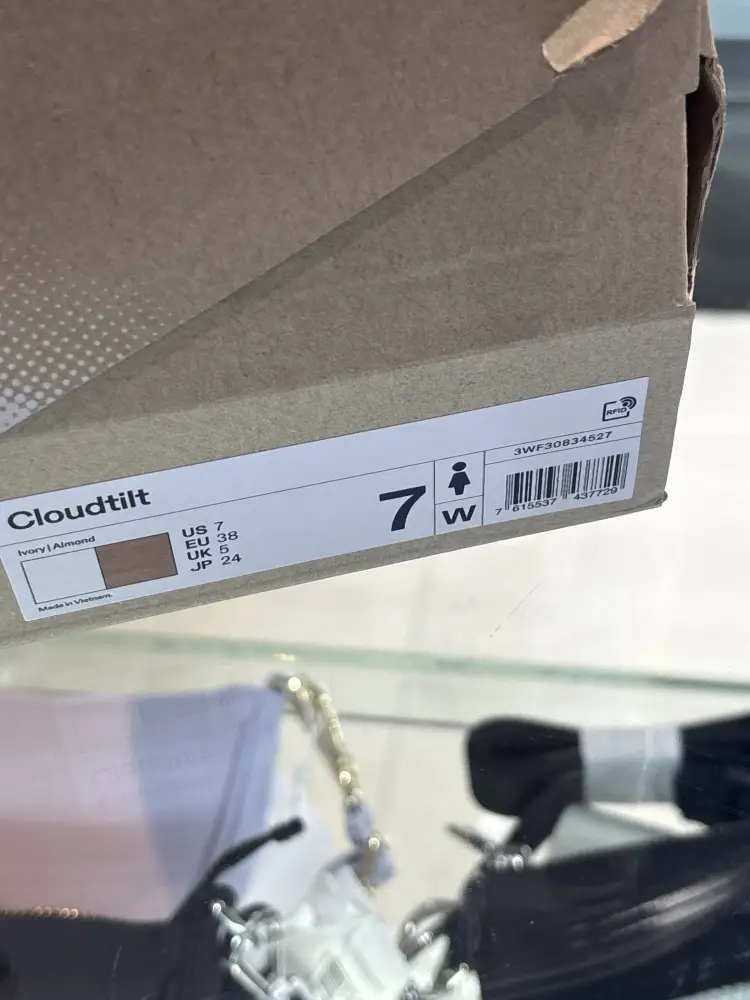 RFID
3WF30834527
Cloudtilt
Ivory | Almond
US 7
EU 38
UK 5
JP 24
7
W
7 615537 437729
Made in Vietnam.